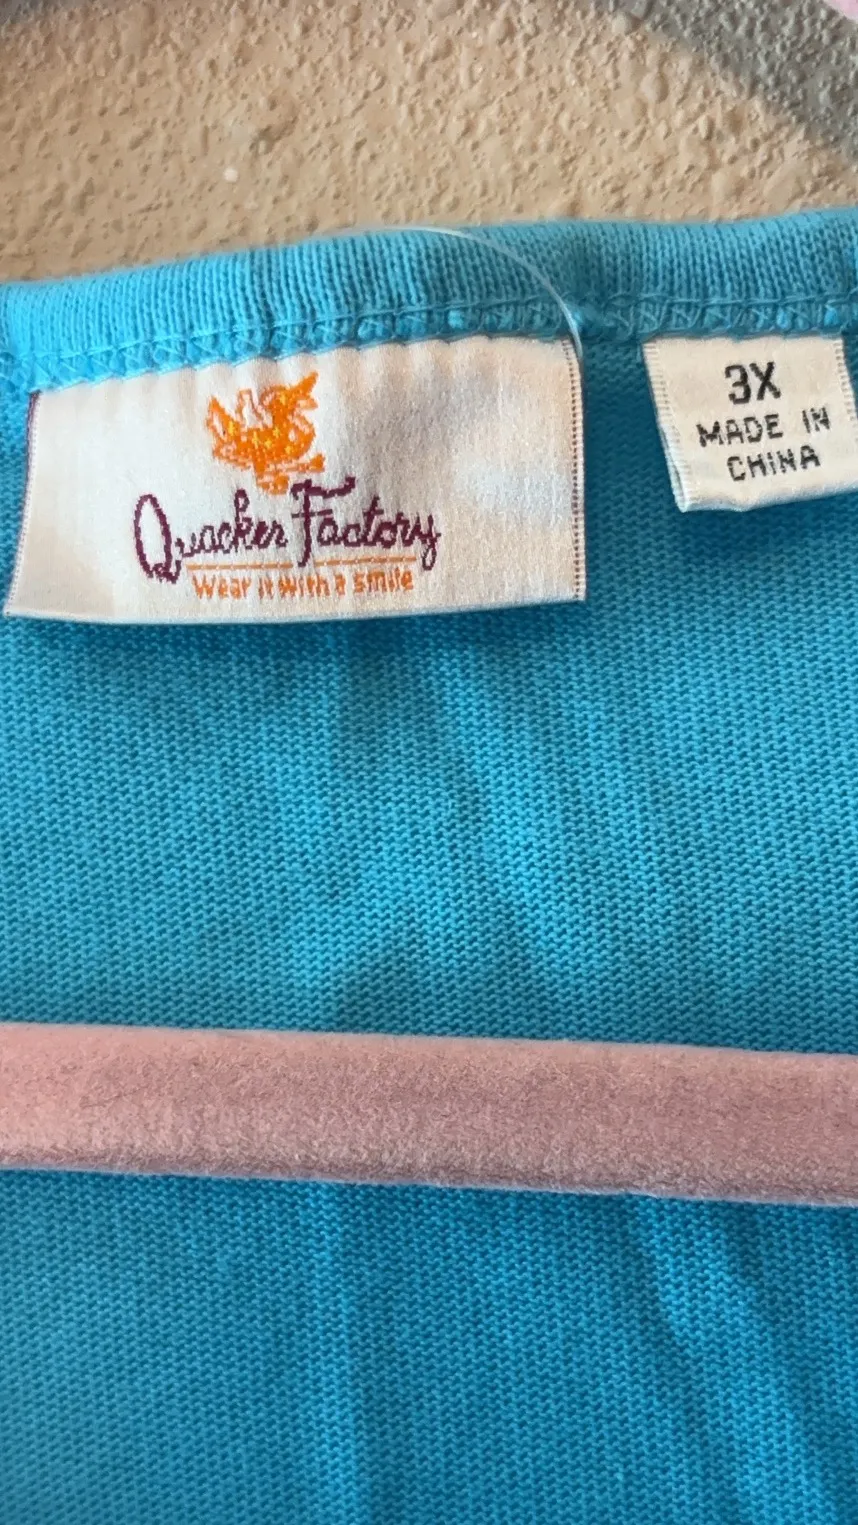 Quacker Factory
Wear it with a smile
3X
MADE IN
CHINA